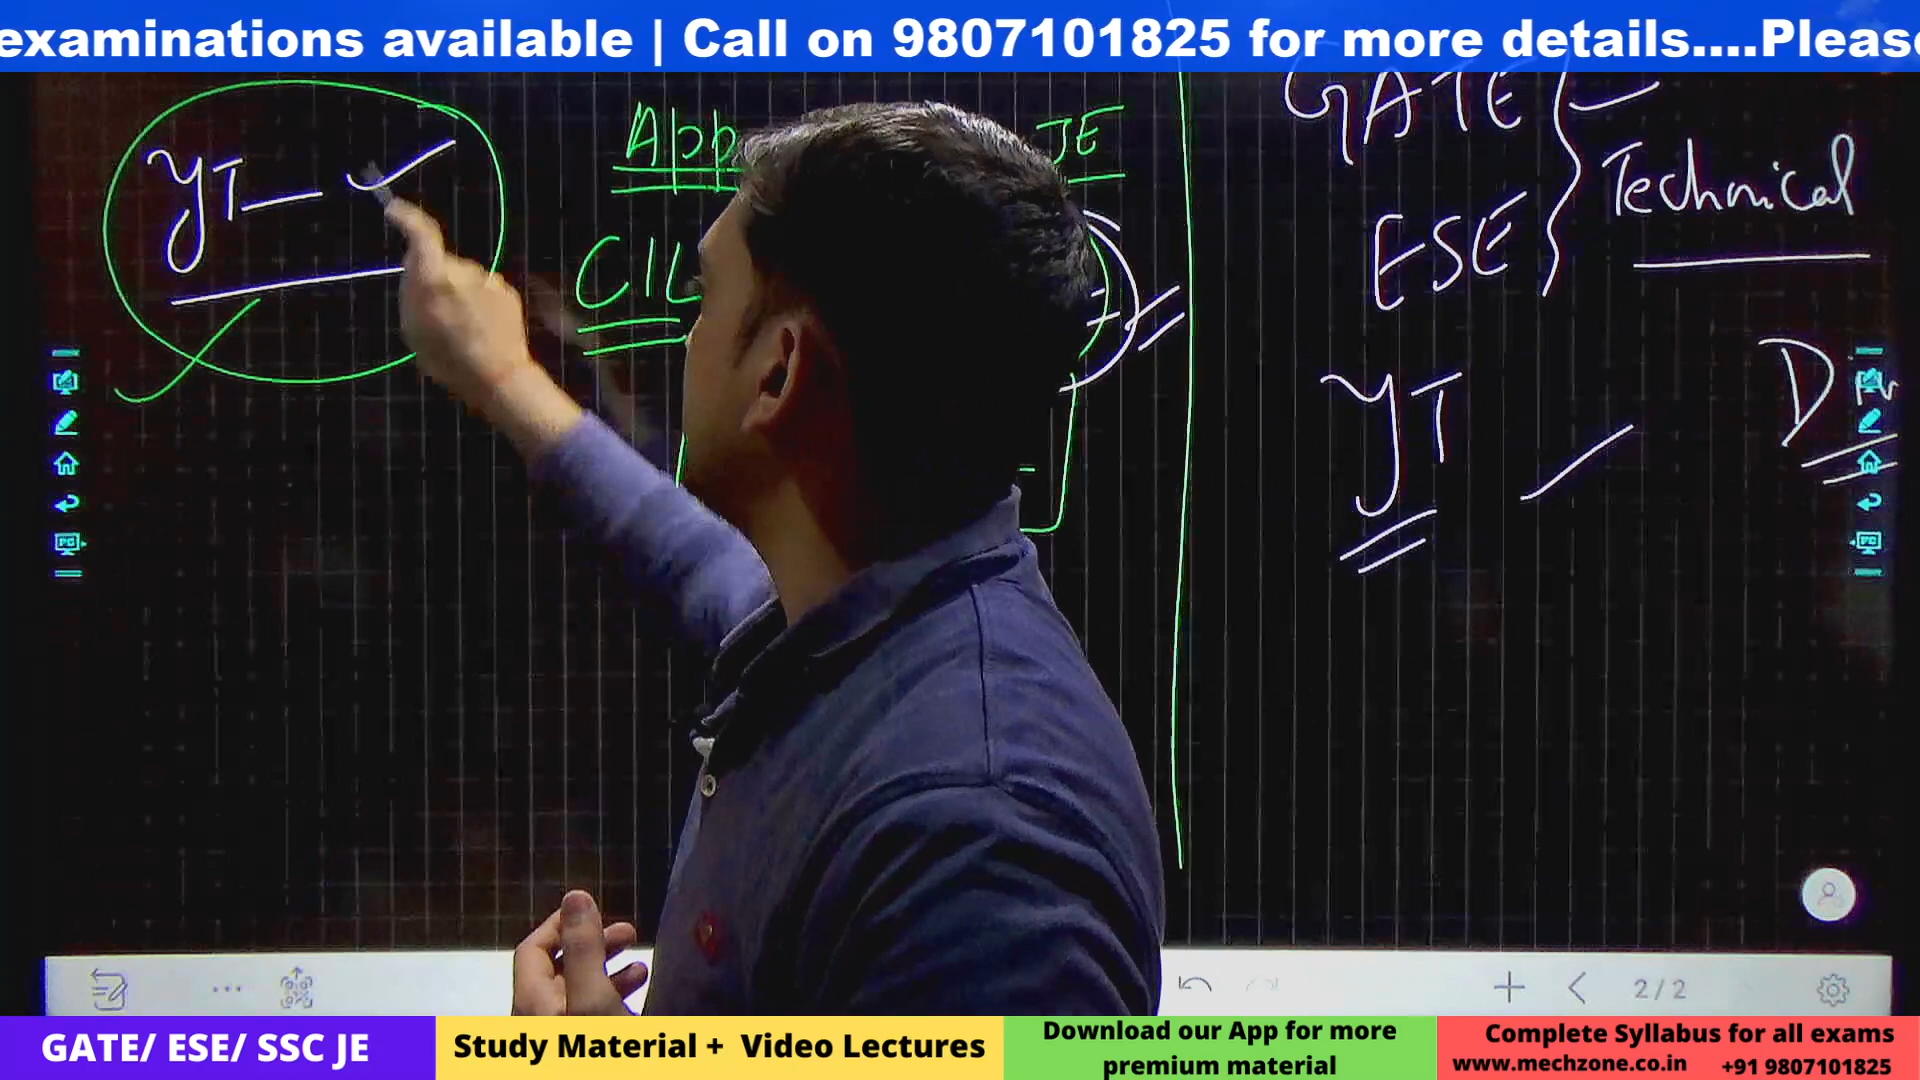 examinations available | Call on 9807101825 for more details....Please
YT — ✓
App
JE
CIL
GATE
ESE
Technical
YT
D
PC
PC
2/2
GATE/ ESE/ SSC JE
Study Material + Video Lectures
Download our App for more
premium material
Complete Syllabus for all exams
www.mechzone.co.in +91 9807101825